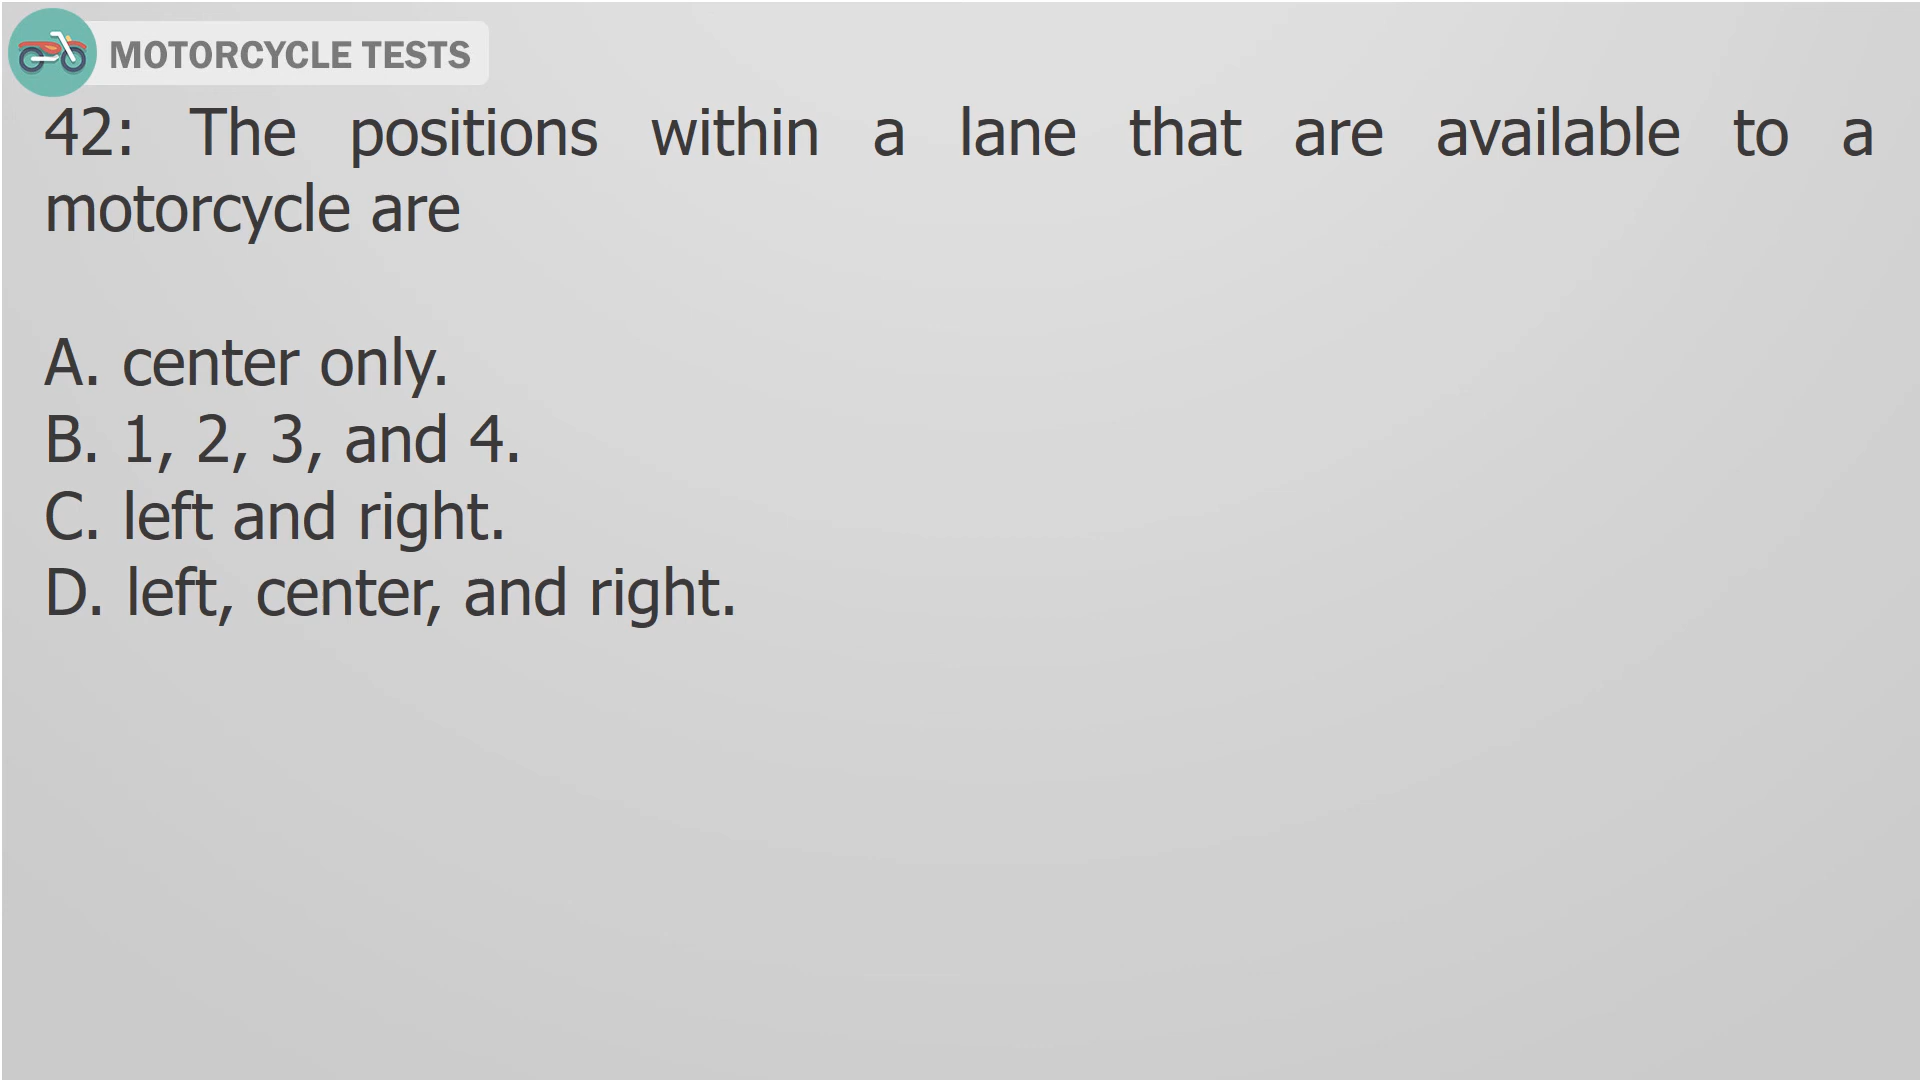 MOTORCYCLE TESTS
42: The positions within a lane that are available to a
motorcycle are
A. center only.
B. 1, 2, 3, and 4.
C. left and right.
D. left, center, and right.